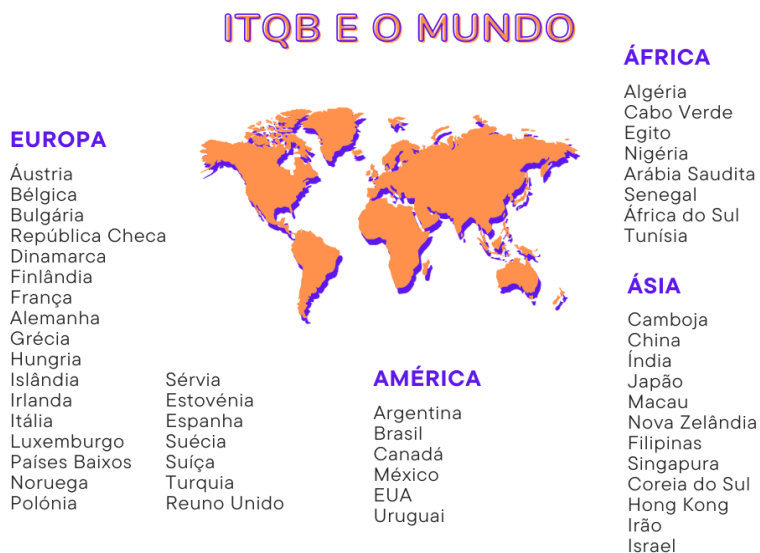 ITQB E O MUNDO
EUROPA
Áustria
Bélgica
Bulgária
República Checa
Dinamarca
Finlândia
França
Alemanha
Grécia
Hungria
Islândia
Irlanda
Itália
Luxemburgo
Países Baixos
Noruega
Polónia
Sérvia
Estovénia
Espanha
Suécia
Suíça
Turquia
Reuno Unido
AMÉRICA
Argentina
Brasil
Canadá
México
EUA
Uruguai
ÁFRICA
Algéria
Cabo Verde
Egito
Nigéria
Arábia Saudita
Senegal
África do Sul
Tunísia
ÁSIA
Camboja
China
Índia
Japão
Macau
Nova Zelândia
Filipinas
Singapura
Coreia do Sul
Hong Kong
Irão
Israel